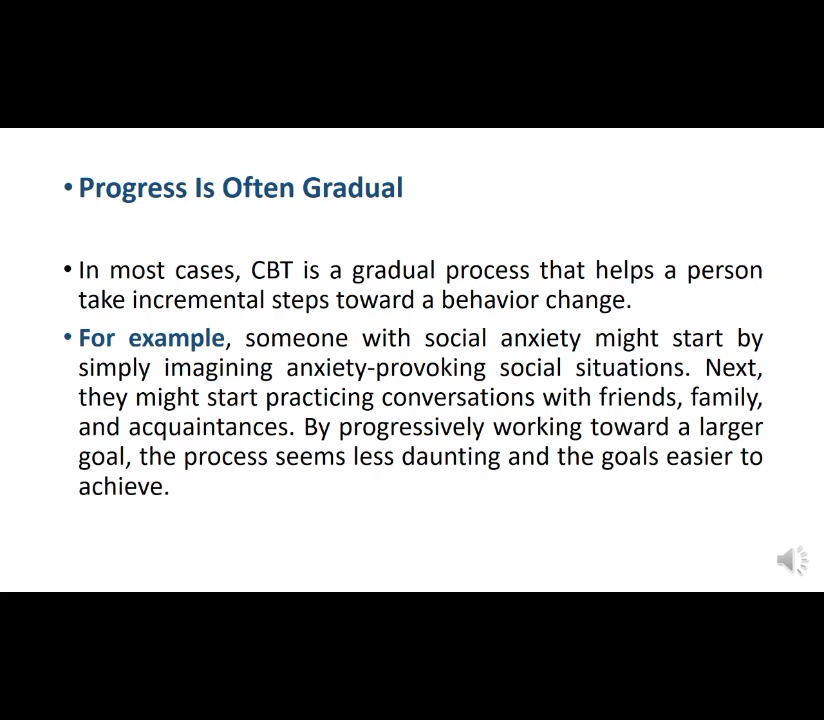 • Progress Is Often Gradual
• In most cases, CBT is a gradual process that helps a person
take incremental steps toward a behavior change.
• For example, someone with social anxiety might start by
simply imagining anxiety-provoking social situations. Next,
they might start practicing conversations with friends, family,
and acquaintances. By progressively working toward a larger
goal, the process seems less daunting and the goals easier to
achieve.